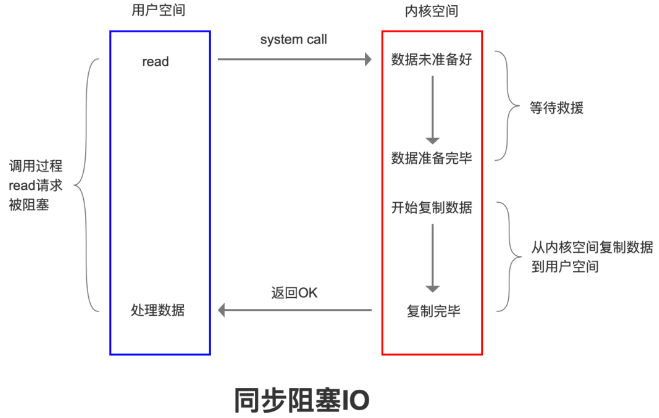 用户空间
内核空间
system call
read
数据未准备好
等待救援
数据准备完毕
调用过程
read请求
被阻塞
开始复制数据
从内核空间复制数据
到用户空间
返回OK
处理数据
复制完毕
同步阻塞IO